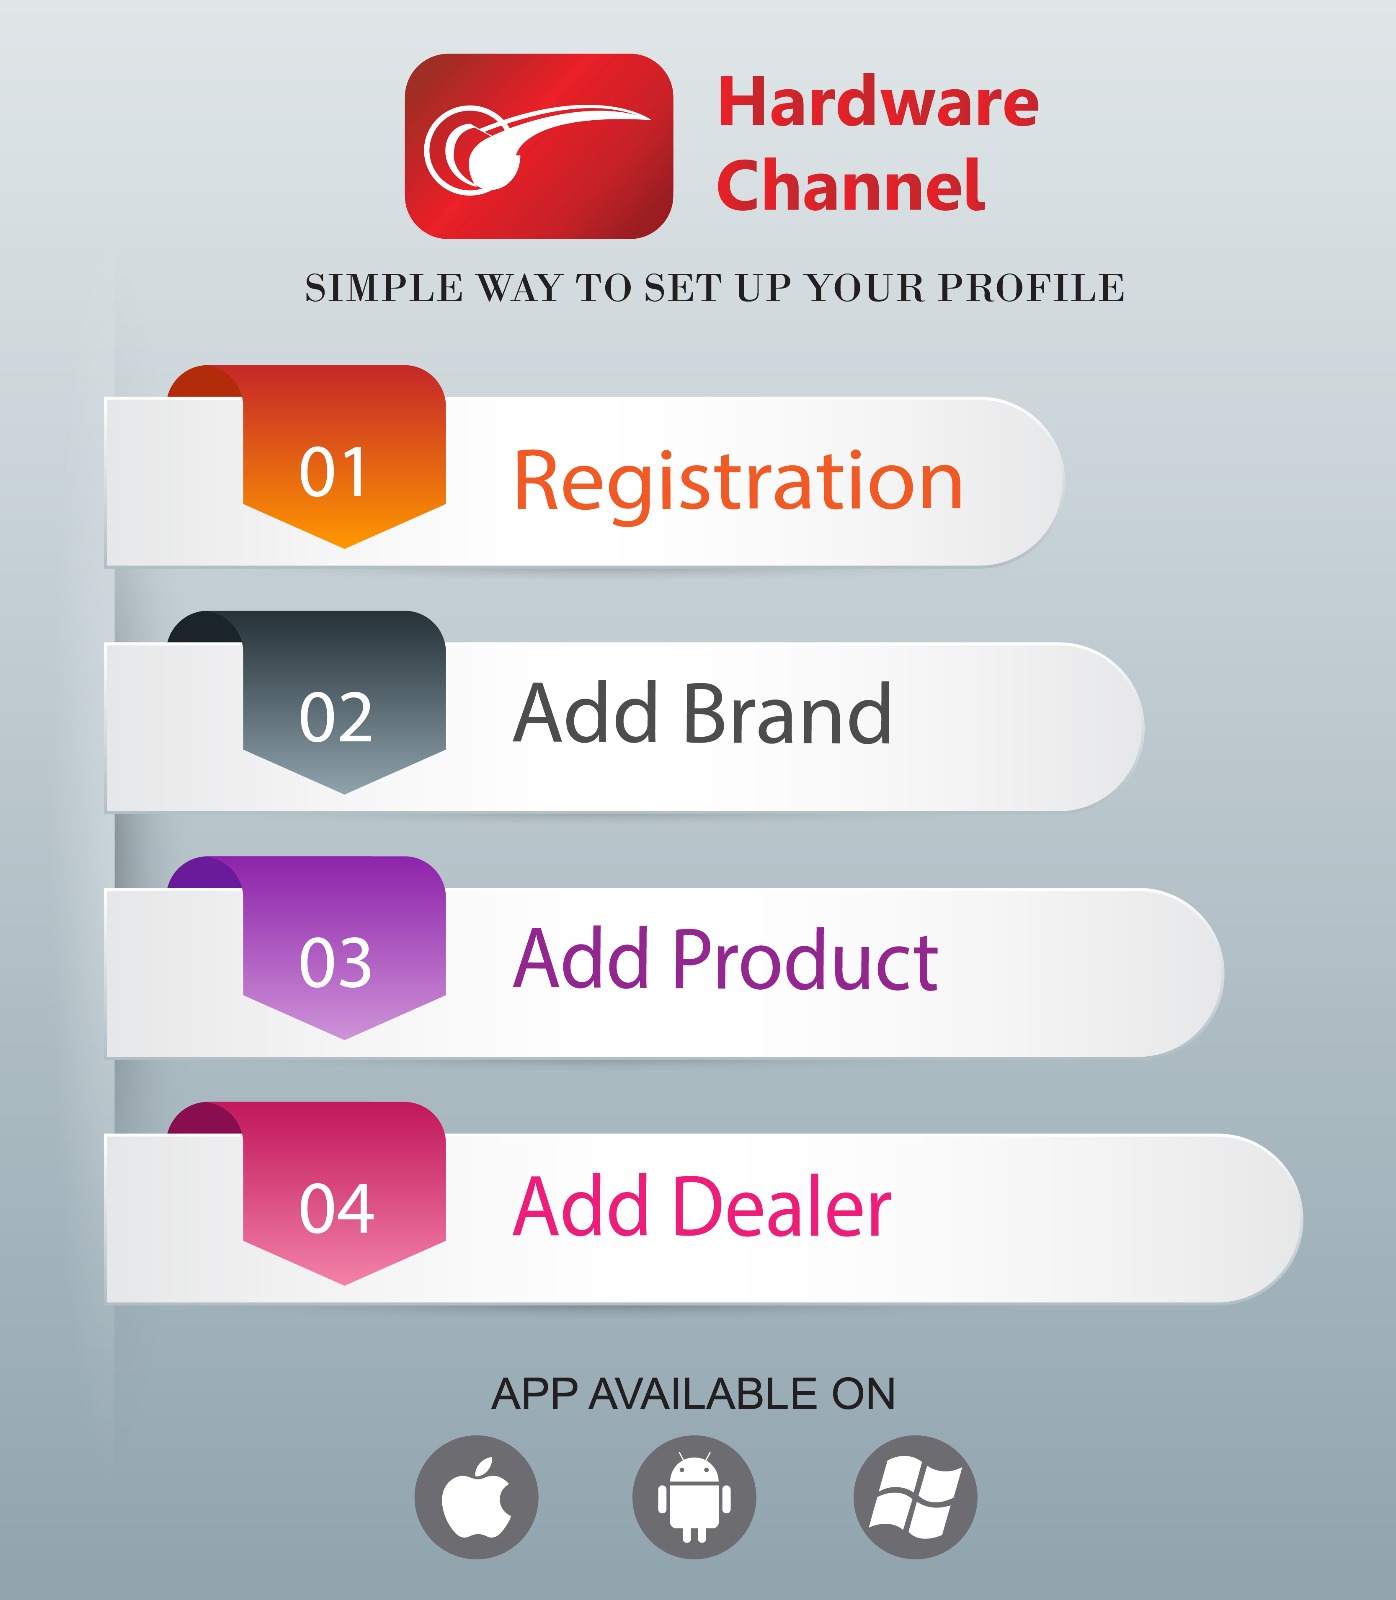 Hardware
Channel
SIMPLE WAY TO SET UP YOUR PROFILE
01
Registration
02
Add Brand
03
Add Product
04
Add Dealer
APP AVAILABLE ON